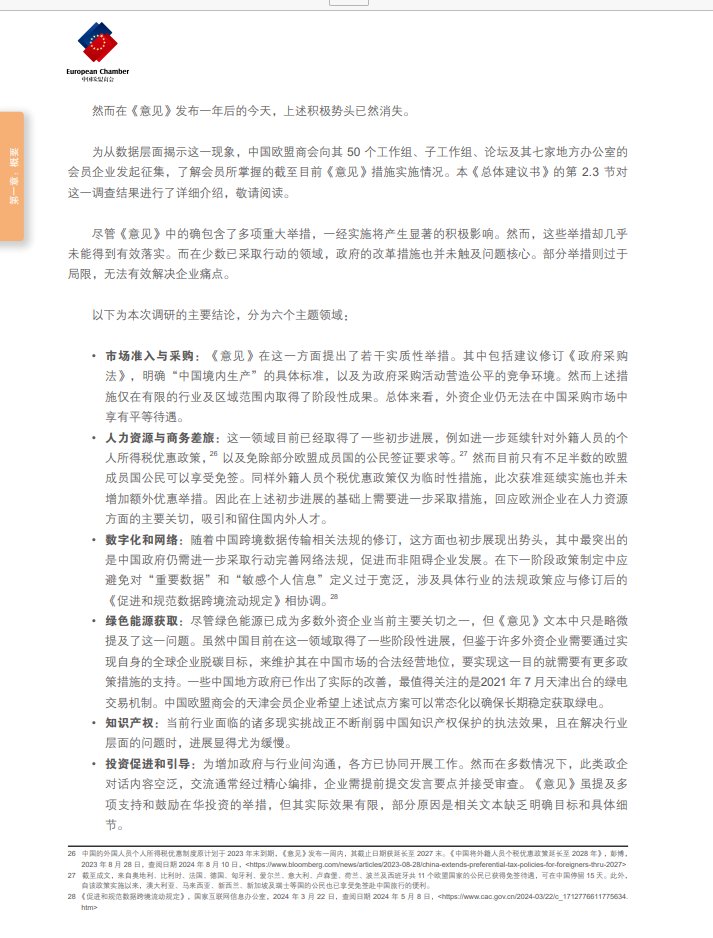 European Chamber
中国欧盟商会
第一章：概要
然而在《意见》发布一年后的今天，上述积极势头已然消失。
为从数据层面揭示这一现象，中国欧盟商会向其 50 个工作组、子工作组、论坛及其七家地方办公室的
会员企业发起征集，了解会员所掌握的截至目前《意见》措施实施情况。本《总体建议书》的第 2.3 节对
这一调查结果进行了详细介绍，敬请阅读。
尽管《意见》中的确包含了多项重大举措，一经实施将产生显著的积极影响。然而，这些举措却几乎
未能得到有效落实。而在少数已采取行动的领域，政府的改革措施也并未触及问题核心。部分举措则过于
局限，无法有效解决企业痛点。
以下为本次调研的主要结论，分为六个主题领域：
• 市场准入与采购：《意见》在这一方面提出了若干实质性举措。其中包括建议修订《政府采购
法》，明确“中国境内生产”的具体标准，以及为政府采购活动营造公平的竞争环境。然而上述措
施仅在有限的行业及区域范围内取得了阶段性成果。总体来看，外资企业仍无法在中国采购市场中
享有平等待遇。
• 人力资源与商务差旅：这一领域目前已经取得了一些初步进展，例如进一步延续针对外籍人员的个
人所得税优惠政策，26 以及免除部分欧盟成员国的公民签证要求等。27 然而目前只有不足半数的欧盟
成员国公民可以享受免签。同样外籍人员个税优惠政策仅为临时性措施，此次获准延续实施也并未
增加额外优惠举措。因此在上述初步进展的基础上需要进一步采取措施，回应欧洲企业在人力资源
方面的主要关切，吸引和留住国内外人才。
• 数字化和网络：随着中国跨境数据传输相关法规的修订，这方面也初步展现出势头，其中最突出的
是中国政府仍需进一步采取行动完善网络法规，促进而非阻碍企业发展。在下一阶段政策制定中应
避免对“重要数据”和“敏感个人信息”定义过于宽泛，涉及具体行业的法规政策应与修订后的
《促进和规范数据跨境流动规定》相协调。28
• 绿色能源获取：尽管绿色能源已成为多数外资企业当前主要关切之一，但《意见》文本中只是略微
提及了这一问题。虽然中国目前在这一领域取得了一些阶段性进展，但鉴于许多外资企业需要通过实
现自身的全球企业脱碳目标，来维护其在中国市场的合法经营地位，要实现这一目的就需要有更多政
策措施的支持。一些中国地方政府已作出了实际的改善，最值得关注的是2021 年 7 月天津出台的绿电
交易机制。中国欧盟商会的天津会员企业希望上述试点方案可以常态化以确保长期稳定获取绿电。
• 知识产权：当前行业面临的诸多现实挑战正不断削弱中国知识产权保护的执法效果，且在解决行业
层面的问题时，进展显得尤为缓慢。
• 投资促进和引导：为增加政府与行业间沟通，各方已协同开展工作。然而在多数情况下，此类政企
对话内容空泛，交流通常经过精心编排，企业需提前提交发言要点并接受审查。《意见》虽提及多
项支持和鼓励在华投资的举措，但其实际效果有限，部分原因是相关文本缺乏明确目标和具体细
节。
26 中国的外国人员个人所得税优惠制度原计划于 2023 年末到期，《意见》发布一周内，其截止日期获延长至 2027 末。《中国将外籍人员个税优惠政策延长至 2028 年》，彭博，
2023 年 8 月 28 日，查阅日期 2024 年 8 月 10 日，<https://www.bloomberg.com/news/articles/2023-08-28/china-extends-preferential-tax-policies-for-foreigners-thru-2027>
27 截至成文，来自奥地利、比利时、法国、德国、匈牙利、爱尔兰、意大利、卢森堡、荷兰、波兰及西班牙共 11 个欧盟国家的公民已获得免签待遇，可在中国停留 15 天。此外，
自该政策实施以来，澳大利亚、马来西亚、新西兰、新加坡及瑞士等国的公民也已享受免签赴中国旅行的便利。
28 《促进和规范数据跨境流动规定》，国家互联网信息办公室，2024 年 3 月 22 日，查阅日期 2024 年 5 月 8 日，<https://www.cac.gov.cn/2024-03/22/c_1712776611775634.
htm>